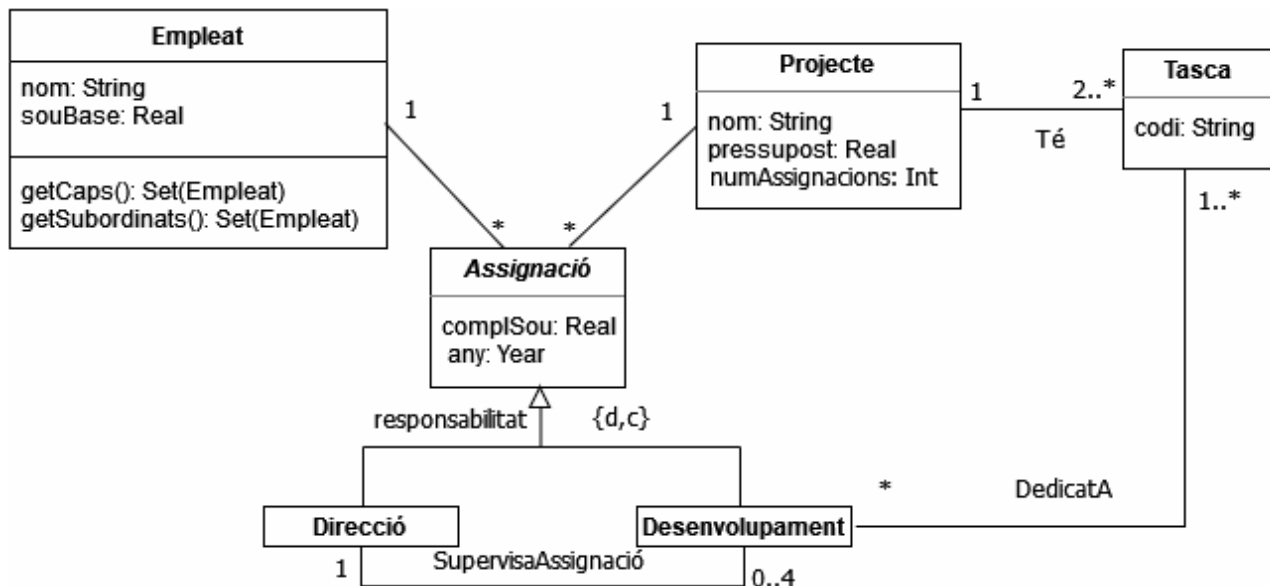 Empleat
nom: String
souBase: Real
getCaps(): Set(Empleat)
getSubordinats(): Set(Empleat)
1
*
Projecte
nom: String
pressupost: Real
numAssignacions: Int
1
*
1
2..*
Té
Tasca
codi: String
1..*
Assignació
complSou: Real
any: Year
responsabilitat
{d,c}
*
DedicatA
Direcció
Desenvolupament
1
SupervisaAssignació
0..4